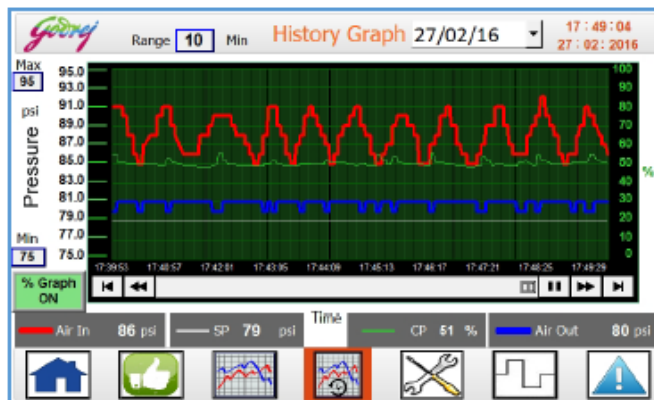 Godrej
Range 10 Min
History Graph 27/02/16
17:49:04
27:02:2016
Max
95
psi
Pressure
Min
75
95.0
93.0
91.0
89.0
87.0
85.0
83.0
81.0
79.0
77.0
75.0
100
90
80
70
60
50
40
30
20
10
0
%
17:39:53 17:40:57 17:42:01 17:43:05 17:44:09 17:45:13 17:46:17 17:47:21 17:48:25 17:49:29
% Graph
ON
Time
Air In 86 psi SP 79 psi CP 51 % Air Out 80 psi